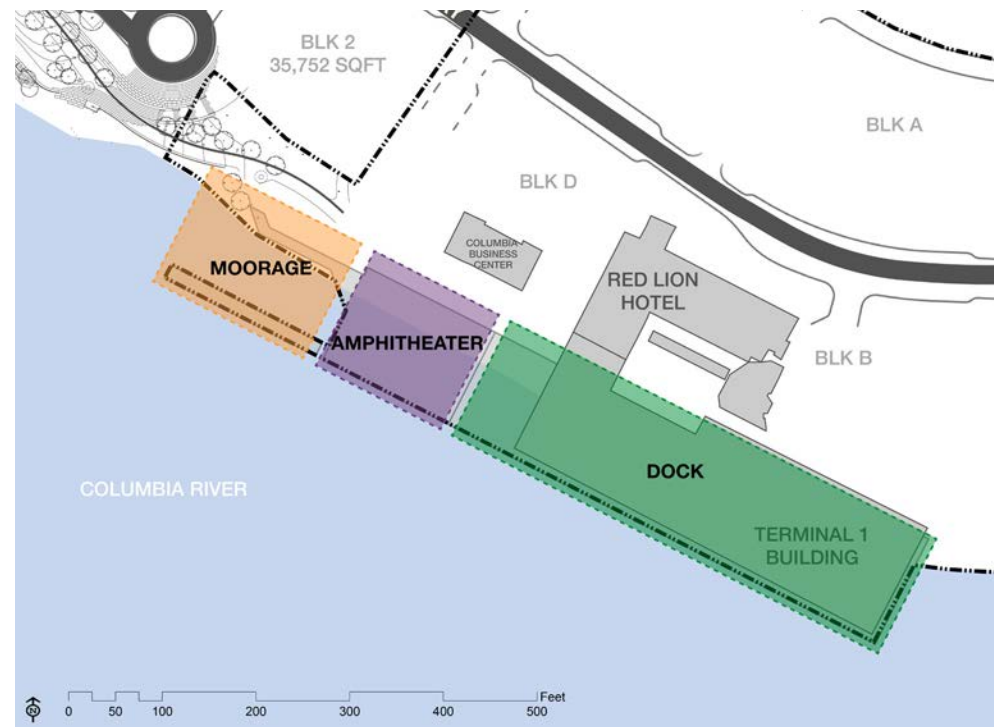 BLK 2
35,752 SQFT
BLK A
BLK D
COLUMBIA
BUSINESS
CENTER
MOORAGE
RED LION
HOTEL
AMPHITHEATER
BLK B
DOCK
COLUMBIA RIVER
TERMINAL 1
BUILDING
N
0 50 100 200 300 400 500 Feet